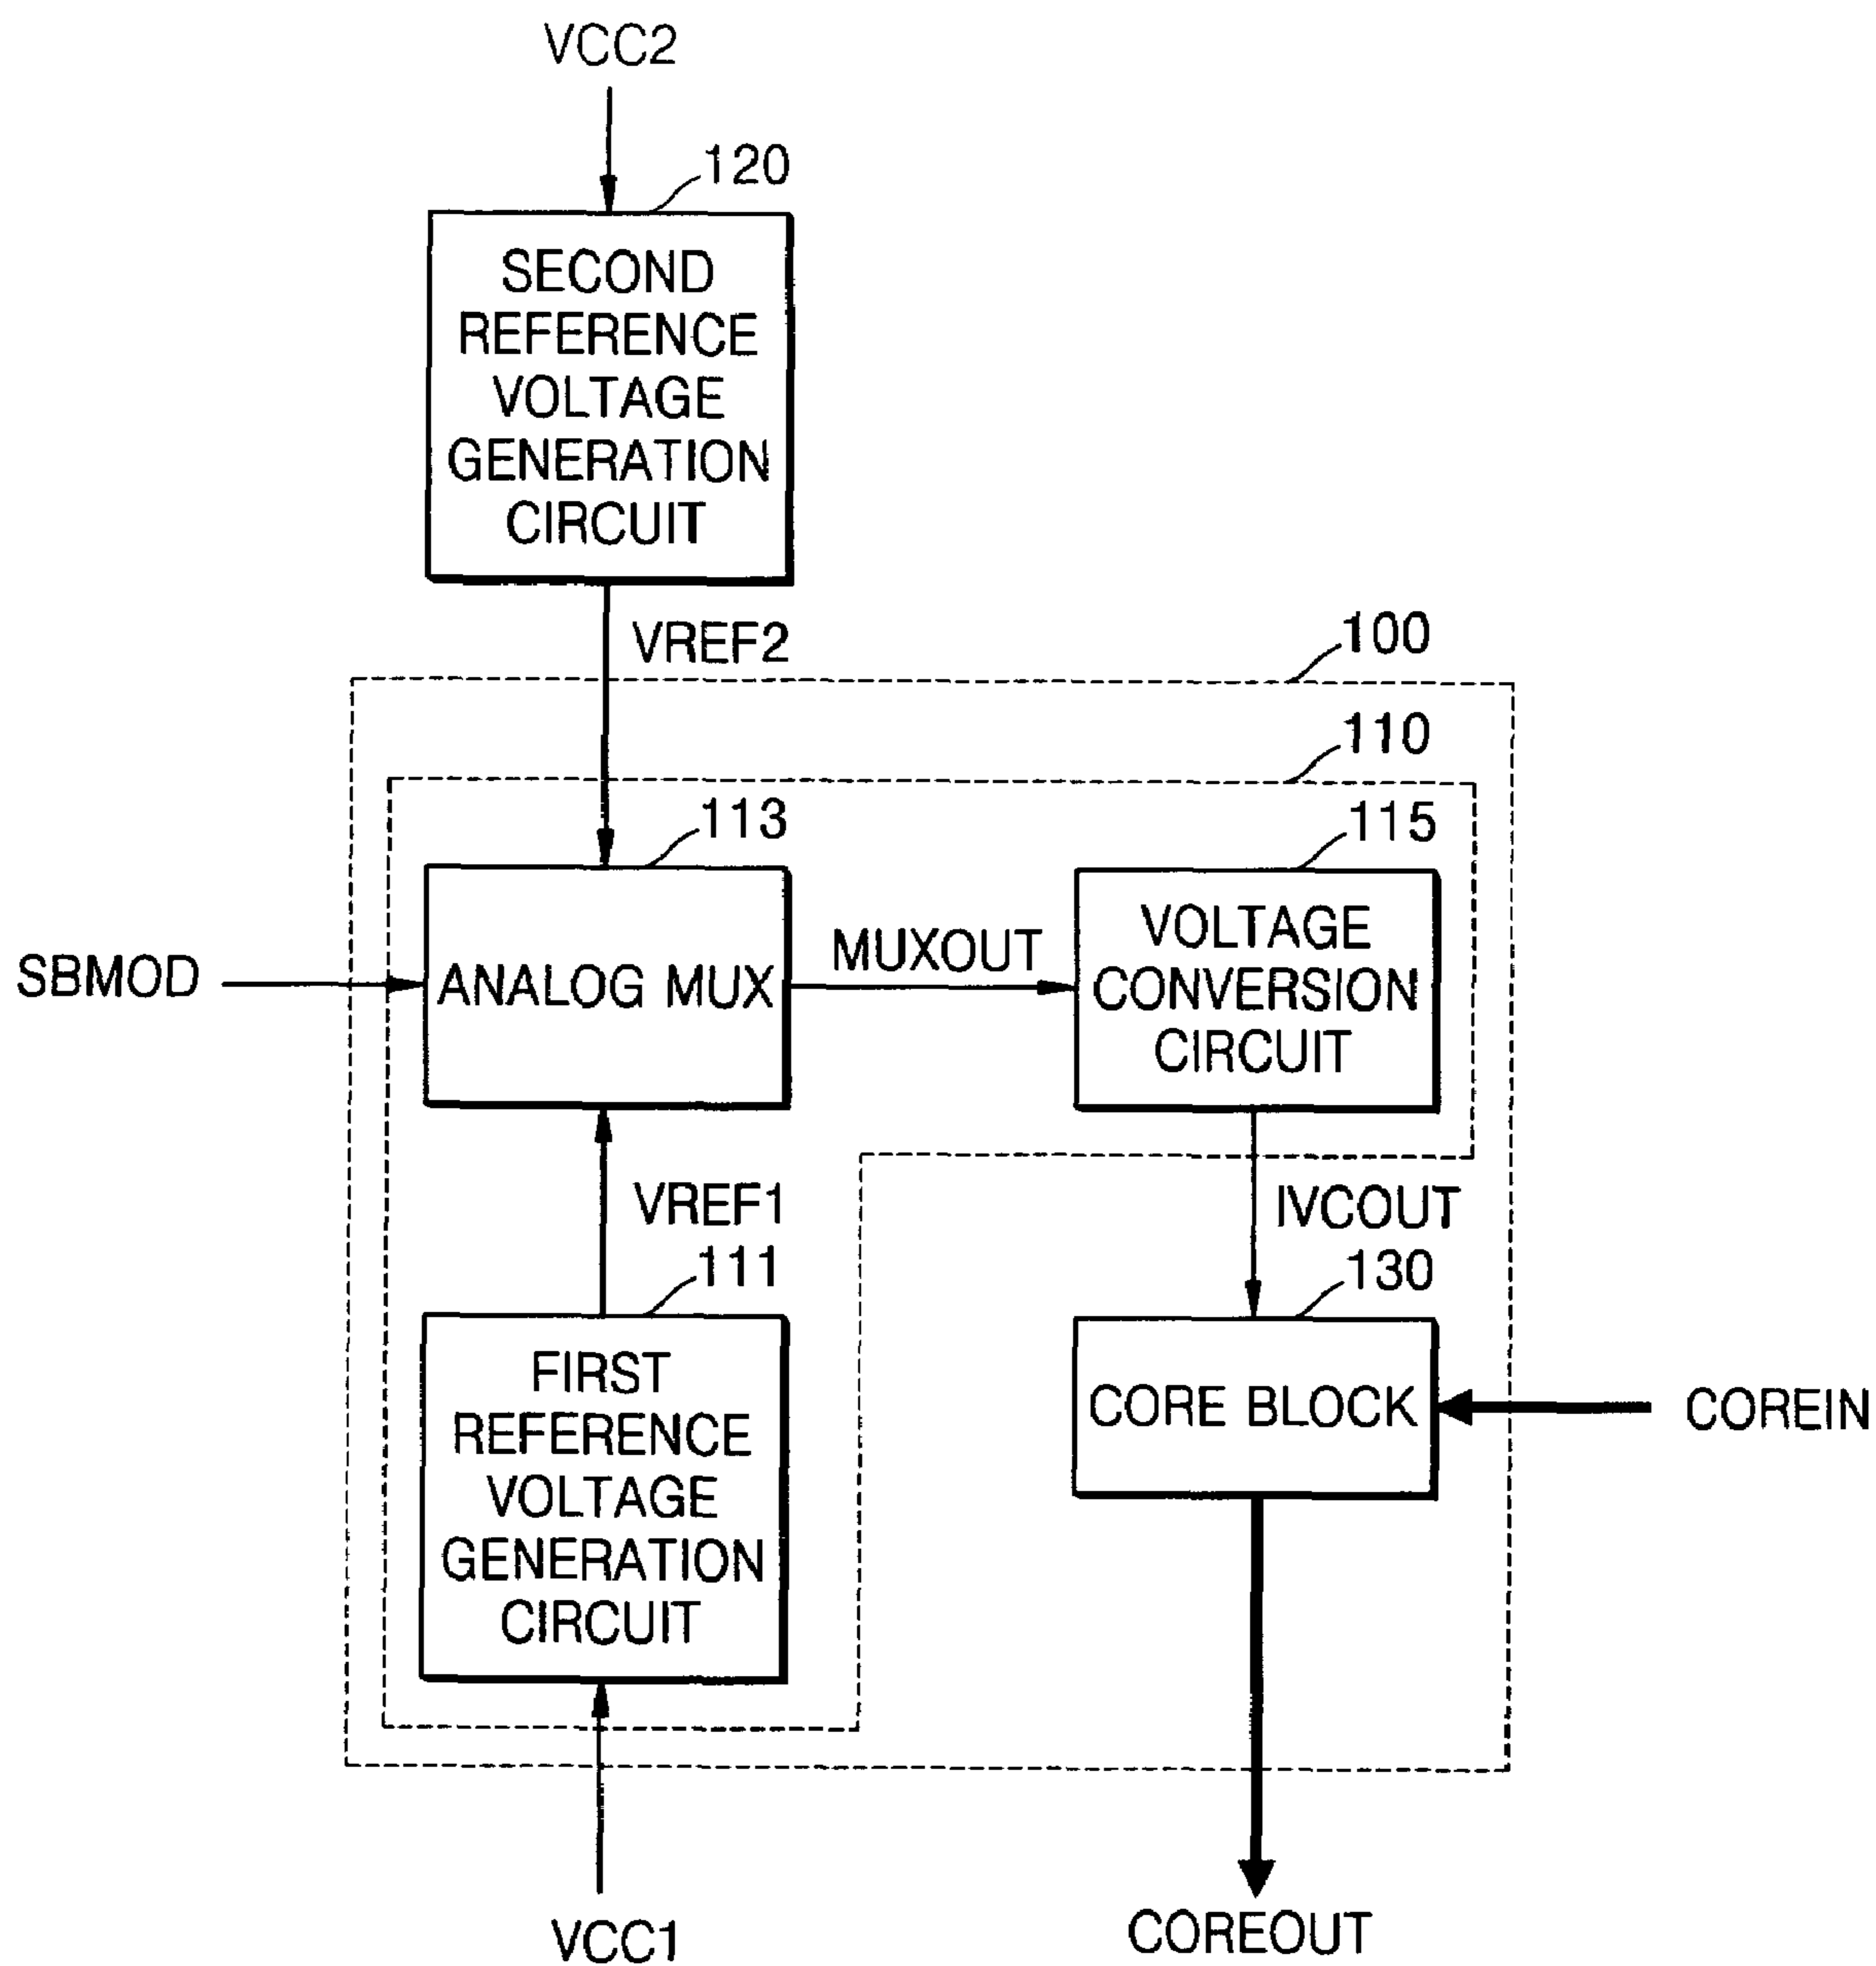 VCC2
120
SECOND
REFERENCE
VOLTAGE
GENERATION
CIRCUIT
VREF2
100
110
113
115
SBMOD
ANALOG MUX
MUXOUT
VOLTAGE
CONVERSION
CIRCUIT
VREF1
111
IVCOUT
130
FIRST
REFERENCE
VOLTAGE
GENERATION
CIRCUIT
CORE BLOCK
COREIN
VCC1
COREOUT